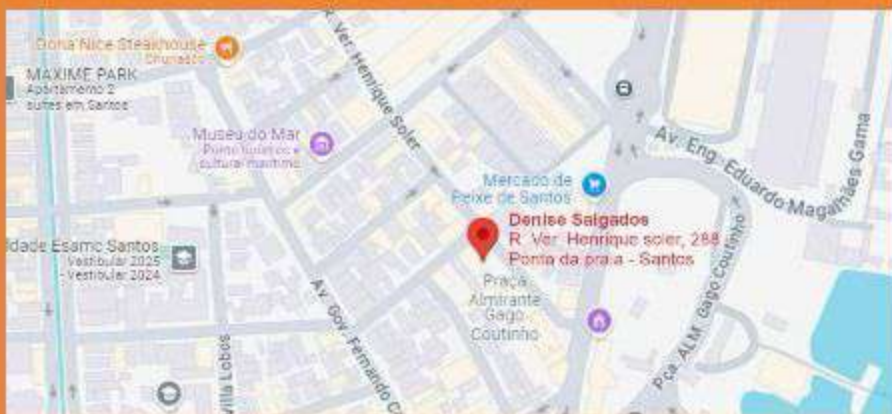 Dona Nice Steakhouse
Churrasco
MAXIME PARK
Apartamento 2
suítes em Santos
R. Ver. Henrique Soler
Museu do Mar
Ponto turístico e
cultural marítimo
Av. Eng. Eduardo Magalhães Gama
Mercado de
Peixe de Santos
Denise Salgados
R. Ver. Henrique soler, 288
Ponta da praia - Santos
dade Esamc Santos
Vestibular 2025
- Vestibular 2024
Praça
Almirante
Gago
Coutinho
Av. Gov. Fernando C
Pça. ALM. Gago Coutinho
Villa Lobos